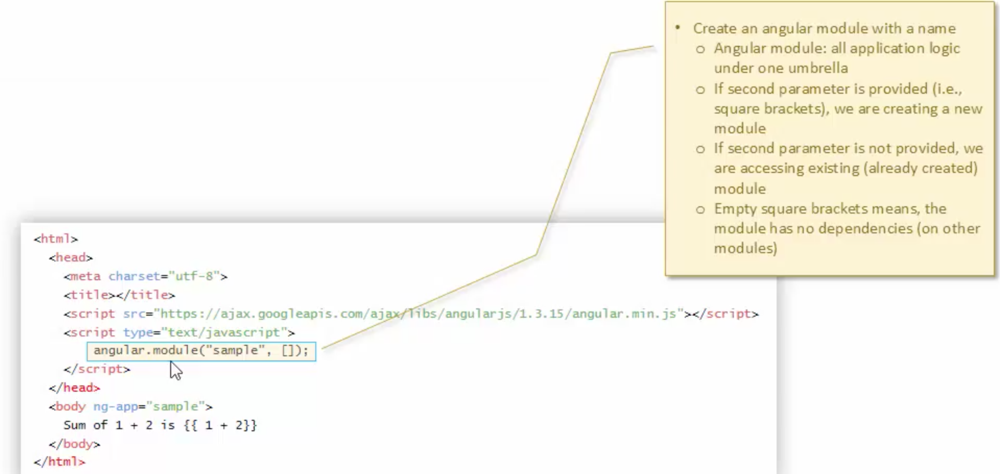 • Create an angular module with a name
o Angular module: all application logic
under one umbrella
o If second parameter is provided (i.e.,
square brackets), we are creating a new
module
o If second parameter is not provided, we
are accessing existing (already created)
module
o Empty square brackets means, the
module has no dependencies (on other
modules)
<html>
<head>
<meta charset="utf-8">
<title></title>
<script src="https://ajax.googleapis.com/ajax/libs/angularjs/1.3.15/angular.min.js"></script>
<script type="text/javascript">
angular.module("sample", []);
</script>
</head>
<body ng-app="sample">
Sum of 1 + 2 is {{ 1 + 2}}
</body>
</html>